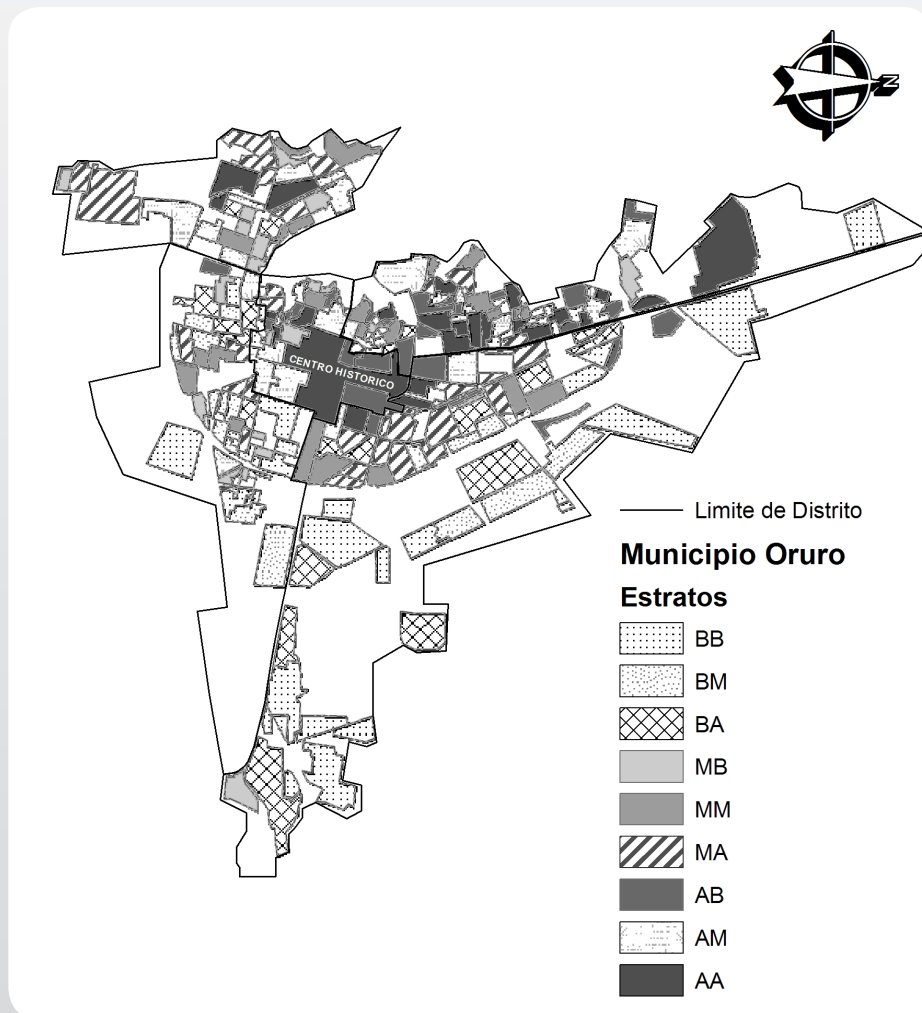 N
CENTRO HISTORICO
Limite de Distrito
Municipio Oruro
Estratos
BB
BM
BA
MB
MM
MA
AB
AM
AA